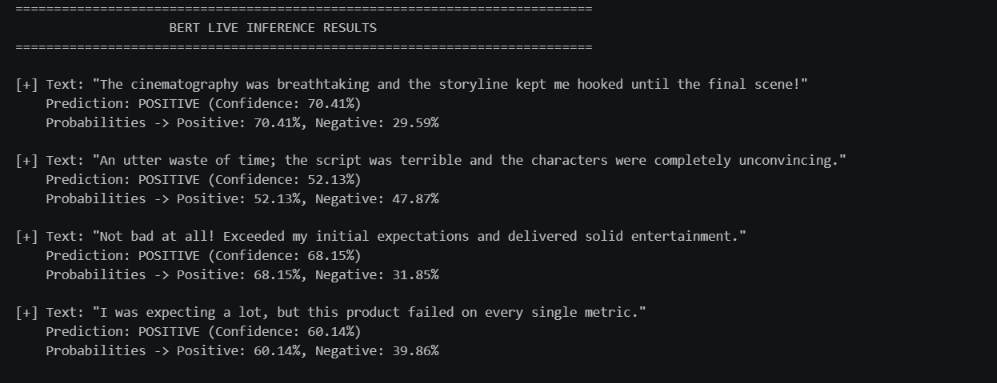 ===========================================================================
BERT LIVE INFERENCE RESULTS
===========================================================================
[+] Text: "The cinematography was breathtaking and the storyline kept me hooked until the final scene!"
Prediction: POSITIVE (Confidence: 70.41%)
Probabilities -> Positive: 70.41%, Negative: 29.59%
[+] Text: "An utter waste of time; the script was terrible and the characters were completely unconvincing."
Prediction: POSITIVE (Confidence: 52.13%)
Probabilities -> Positive: 52.13%, Negative: 47.87%
[+] Text: "Not bad at all! Exceeded my initial expectations and delivered solid entertainment."
Prediction: POSITIVE (Confidence: 68.15%)
Probabilities -> Positive: 68.15%, Negative: 31.85%
[+] Text: "I was expecting a lot, but this product failed on every single metric."
Prediction: POSITIVE (Confidence: 60.14%)
Probabilities -> Positive: 60.14%, Negative: 39.86%